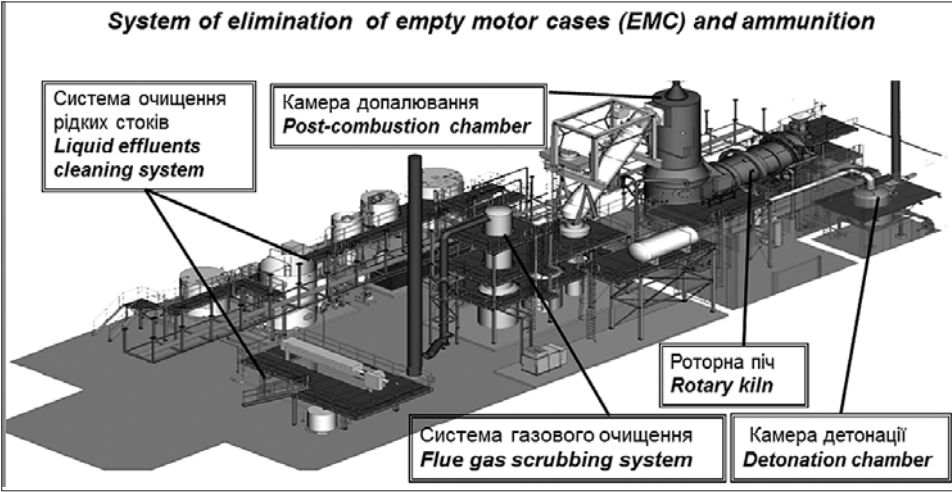 System of elimination of empty motor cases (EMC) and ammunition
Система очищення
рідких стоків
Liquid effluents
cleaning system
Камера допалювання
Post-combustion chamber
Роторна піч
Rotary kiln
Система газового очищення
Flue gas scrubbing system
Камера детонації
Detonation chamber